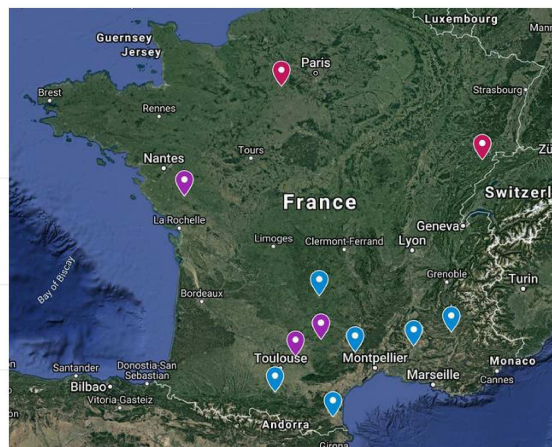 Luxembourg
Guernsey
Jersey
Man
Paris
Strasbourg
Brest
Rennes
Zü
Nantes
Tours
France
Switzerl
La Rochelle
Geneva
Limoges
Clermont-Ferrand
Lyon
Bay of Biscay
Grenoble
Turin
Bordeaux
Toulouse
Montpellier
Monaco
Santander
Donostia-San
Sebastian
Marseille
Cannes
Bilbao
Vitoria-Gasteiz
Andorra
Girona